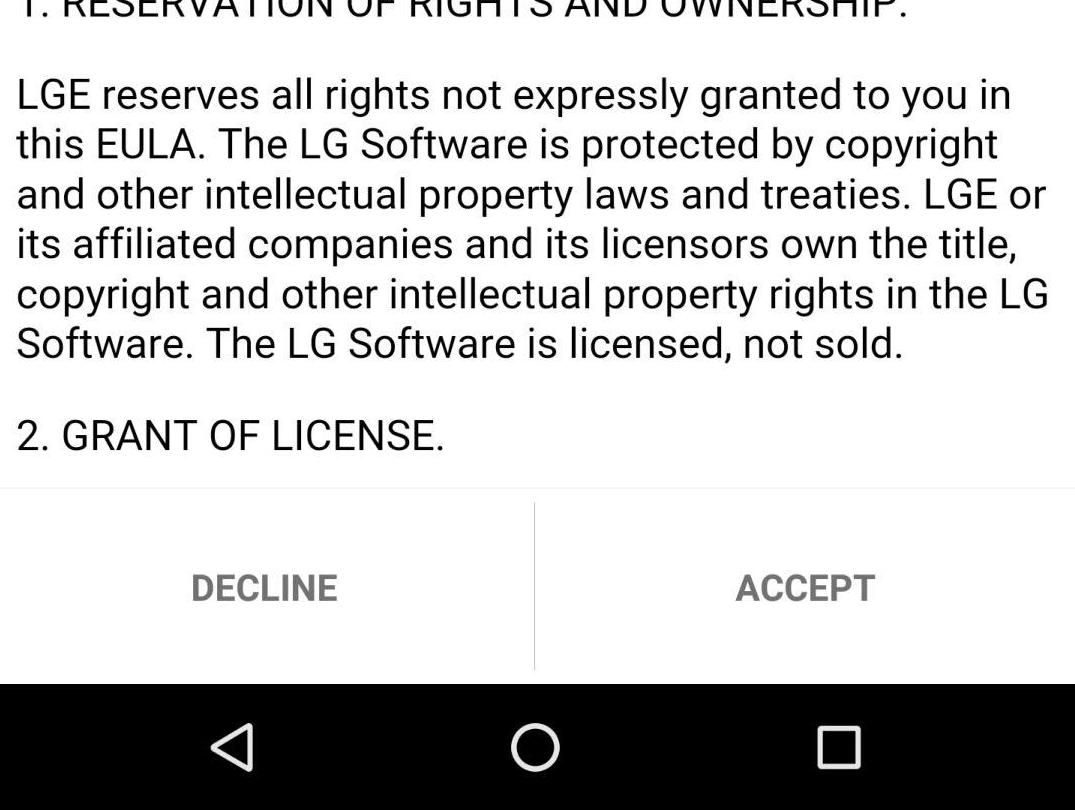 1. RESERVATION OF RIGHTS AND OWNERSHIP.
LGE reserves all rights not expressly granted to you in
this EULA. The LG Software is protected by copyright
and other intellectual property laws and treaties. LGE or
its affiliated companies and its licensors own the title,
copyright and other intellectual property rights in the LG
Software. The LG Software is licensed, not sold.
2. GRANT OF LICENSE.
DECLINE
ACCEPT